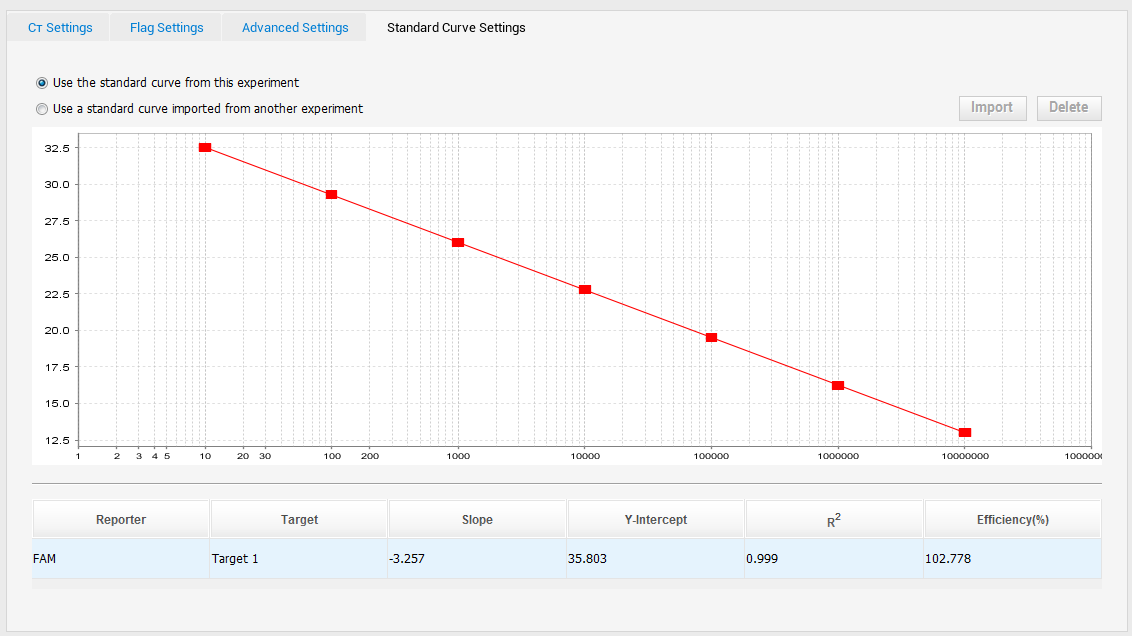 Cᴛ Settings Flag Settings Advanced Settings Standard Curve Settings
Use the standard curve from this experiment
Use a standard curve imported from another experiment
Import Delete
32.5
30.0
27.5
25.0
22.5
20.0
17.5
15.0
12.5
1 2 3 4 5 10 20 30 100 200 1000 10000 100000 1000000 10000000
Reporter Target Slope Y-Intercept R² Efficiency(%)
FAM Target 1 -3.257 35.803 0.999 102.778